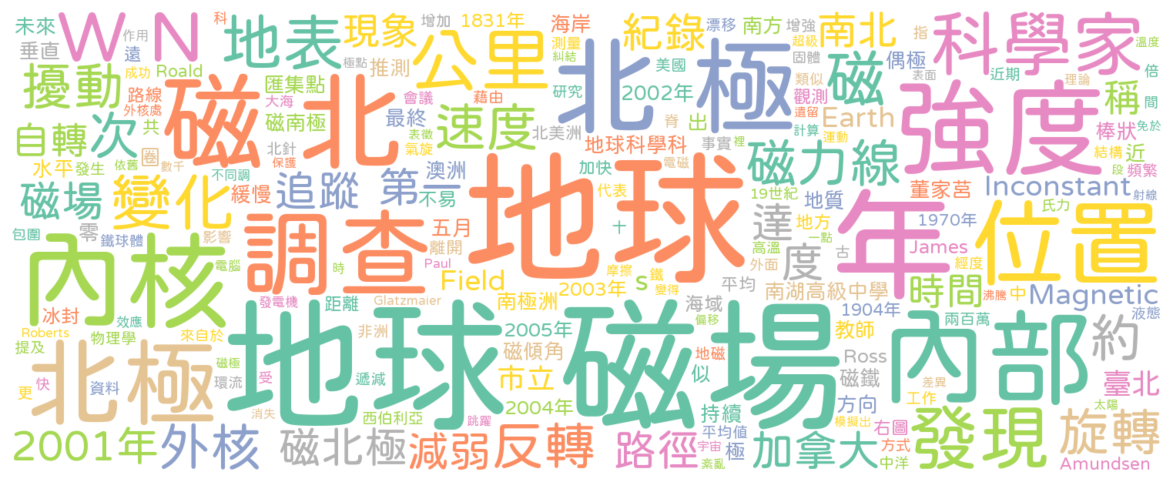 未來
W N
地表
現象
增加
1831年
海岸
紀錄
漂移
南方
增強
南北
指
科學家
溫度
科
作用
垂直
遠
公里
測量
糾結
超級
固體
偶極
近期
倍
擾動
成功
Roald
極點
推測
匯集點
北極
美國
類似
磁
表面
理論
路線
外核處
大海
會議
藉由
研究
2002年
觀測
遺留
稱
間
自轉
次
共
磁北
磁南極
最終
速度
北美洲
脊
出
計算
運動
Earth
強度
棒狀
免於
結構
水平
發生
依舊
卷
數千
北針
保護
表徵
氣旋
地球科學科
事實
裡
磁力線
近
段
頻繁
不同調
緩慢
追蹤
第一
澳洲
不易
地球
加快
電磁
代表
19世紀
地質
董家莒
Inconstant
射線
氏力
磁場
變化
零
影響
調查
五月
十
地方
一點
達
古
年
1970年
位置
包圍
鐵球體
電腦
時
離開
Paul
高溫
外面
度
James
經度
內核
發電機
距離
Glatzmaier
Field
南極洲
摩擦
鐵
2003年
s
變得
平均
南湖高級中學
時間
沸騰
中
Magnetic
液態
冰封
Roberts
效應
提及
物理學
來自於
地球磁場
非洲
2005年
磁傾角
海域
偏移
1904年
教師
內部
兩百萬
約
北極
磁極
環流
受
遞減
市立
地磁
似
Ross
磁鐵
差異
臺北
更
快
資料
消失
西伯利亞
跳躍
2004年
持續
方向
工作
太陽
2001年
外核
磁北極
減弱
反轉
路徑
平均值
宇宙
紊亂
極
模擬出
加拿大
右圖
方式
中洋
發現
旋轉
Amundsen